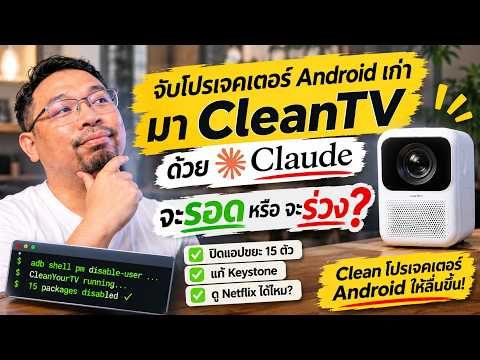 จับโปรเจคเตอร์ Android เก่า
มา CleanTV
ด้วย Claude
จะรอด หรือ จะร่วง?
ปิดแอปขยะ 15 ตัว
แก้ Keystone
ดู Netflix ได้ไหม?
$ adb shell pm disable-user ...
$ CleanYourTV running...
$ 15 packages disabled ✓
Clean โปรเจคเตอร์
Android ให้ลื่นขึ้น!